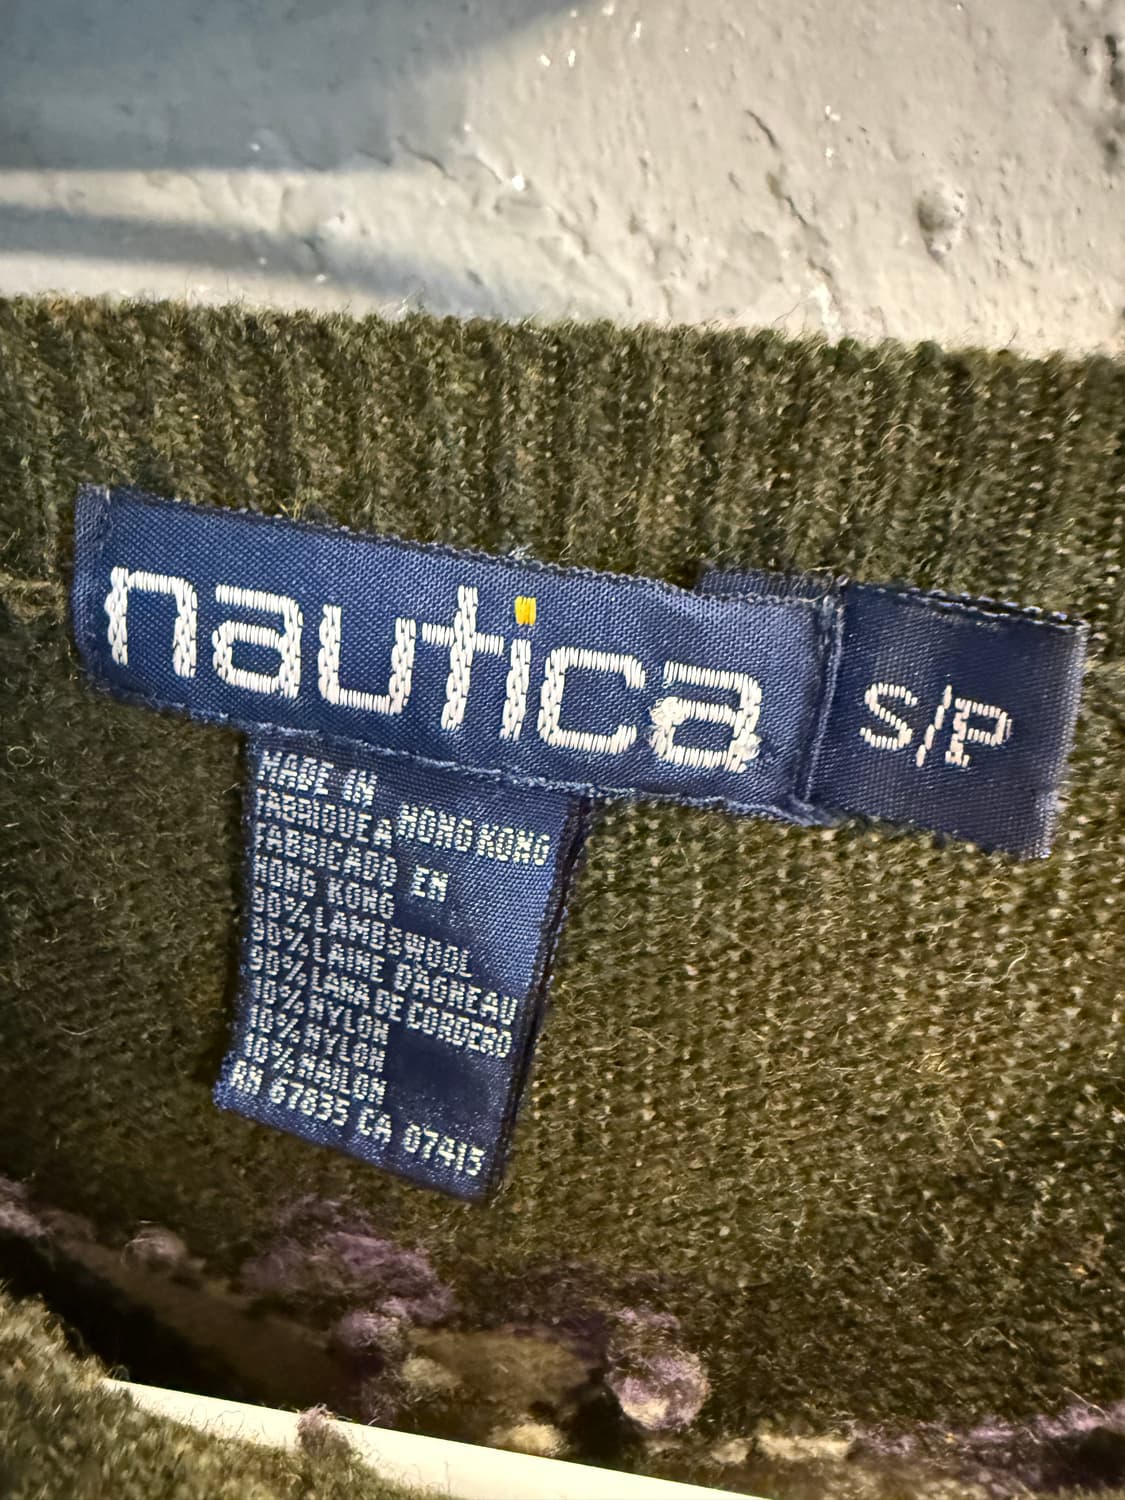 nautica
S/P
MADE IN
FABRIQUE A HONG KONG
FABRICADO EN
HONG KONG
90% LAMBSWOOL
90% LAINE D'AGNEAU
90% LANA DE CORDERO
10% NYLON
10% NYLON
10% NAILON
RN 67835 CA 07415